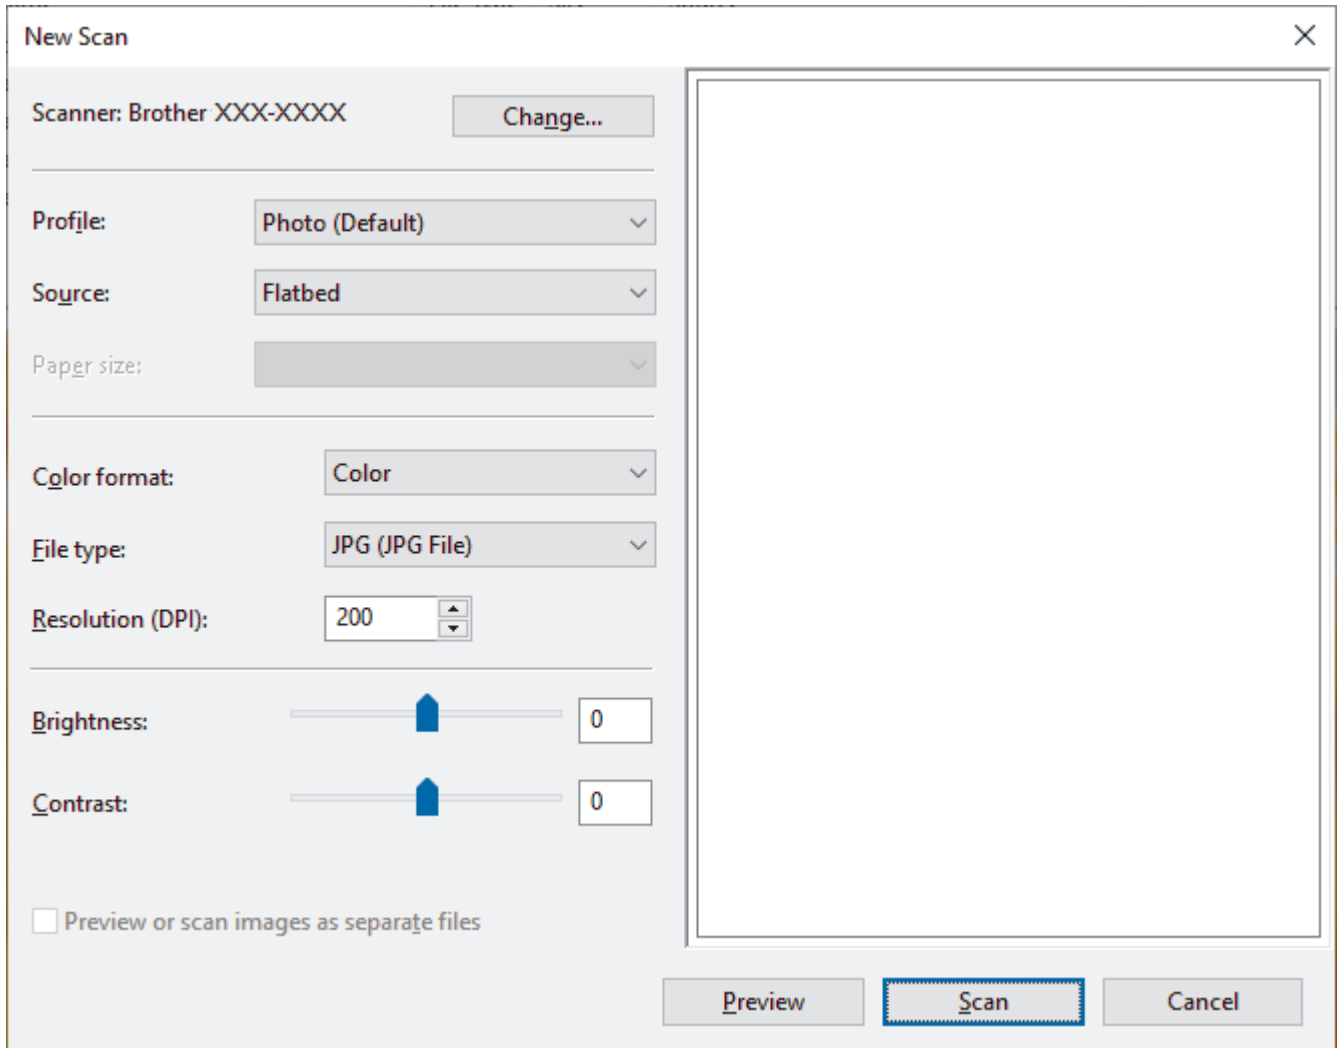 New Scan
Scanner: Brother XXX-XXXX
Change...
Profile:
Photo (Default)
Source:
Flatbed
Paper size:
Color format:
Color
File type:
JPG (JPG File)
Resolution (DPI):
200
Brightness:
0
Contrast:
0
Preview or scan images as separate files
Preview
Scan
Cancel